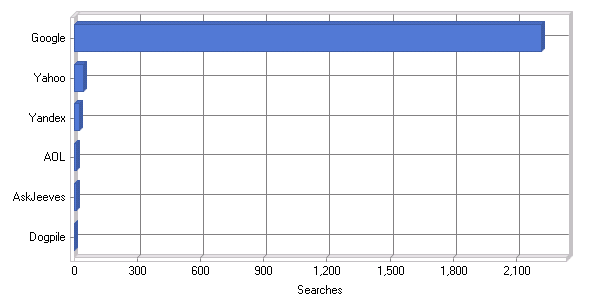 Google
Yahoo
Yandex
AOL
AskJeeves
Dogpile
0 300 600 900 1,200 1,500 1,800 2,100
Searches